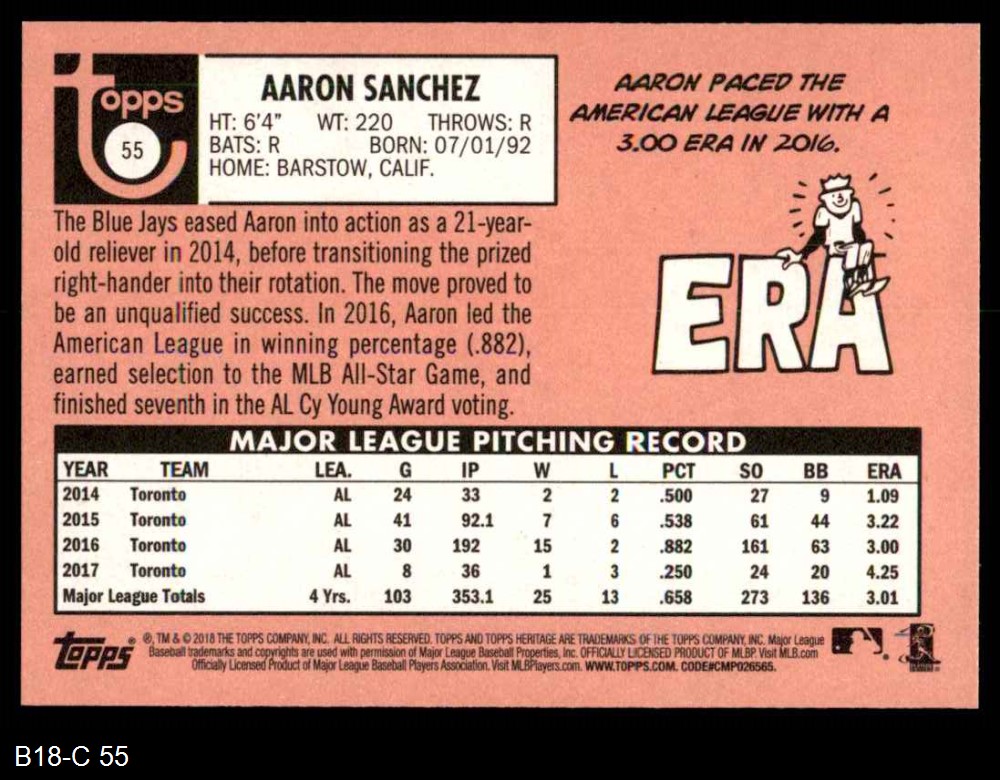 topps
55
AARON SANCHEZ
HT: 6'4" WT: 220 THROWS: R
BATS: R BORN: 07/01/92
HOME: BARSTOW, CALIF.
AARON PACED THE
AMERICAN LEAGUE WITH A
3.00 ERA IN 2016.
ERA
The Blue Jays eased Aaron into action as a 21-year-
old reliever in 2014, before transitioning the prized
right-hander into their rotation. The move proved to
be an unqualified success. In 2016, Aaron led the
American League in winning percentage (.882),
earned selection to the MLB All-Star Game, and
finished seventh in the AL Cy Young Award voting.
MAJOR LEAGUE PITCHING RECORD
YEAR TEAM LEA. G IP W L PCT SO BB ERA
2014 Toronto AL 24 33 2 2 .500 27 9 1.09
2015 Toronto AL 41 92.1 7 6 .538 61 44 3.22
2016 Toronto AL 30 192 15 2 .882 161 63 3.00
2017 Toronto AL 8 36 1 3 .250 24 20 4.25
Major League Totals 4 Yrs. 103 353.1 25 13 .658 273 136 3.01
topps
®, TM & © 2018 THE TOPPS COMPANY, INC. ALL RIGHTS RESERVED. TOPPS AND TOPPS HERITAGE ARE TRADEMARKS OF THE TOPPS COMPANY, INC. Major League
Baseball trademarks and copyrights are used with permission of Major League Baseball Properties, Inc. OFFICIALLY LICENSED PRODUCT OF MLBP. Visit MLB.com
Officially Licensed Product of Major League Baseball Players Association. Visit MLBPlayers.com. WWW.TOPPS.COM. CODE#CMP026565.
B18-C 55